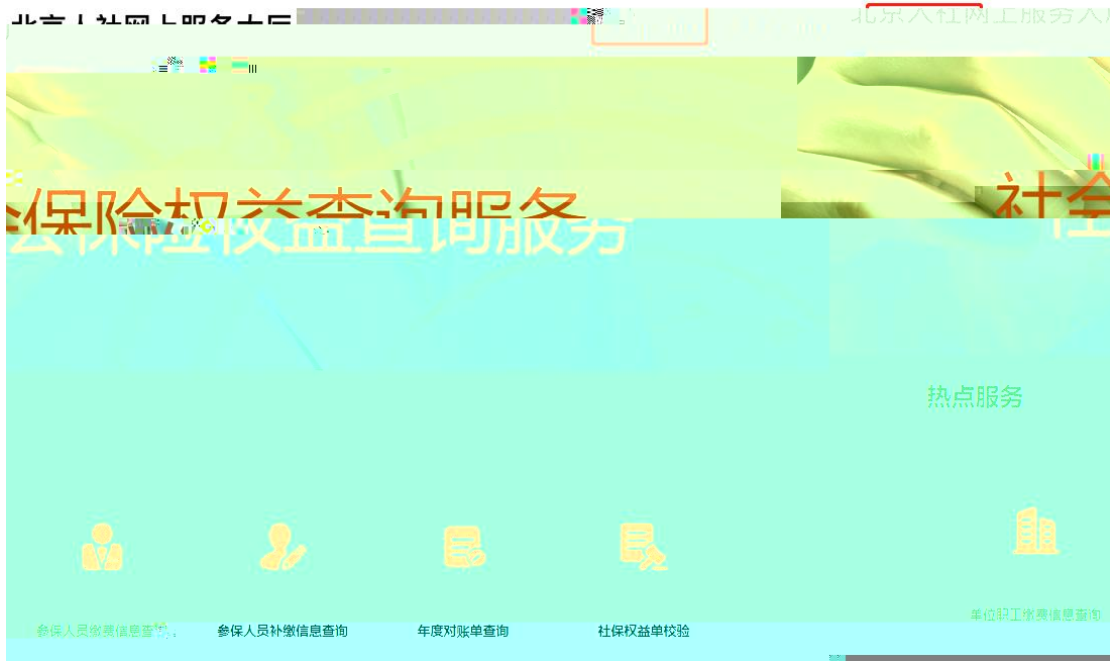 北京人社网上服务大厅
北京人社网上服务大厅
会保险权益查询服务
社会
热点服务
参保人员缴费信息查询
参保人员补缴信息查询
年度对账单查询
社保权益单校验
单位职工缴费信息查询